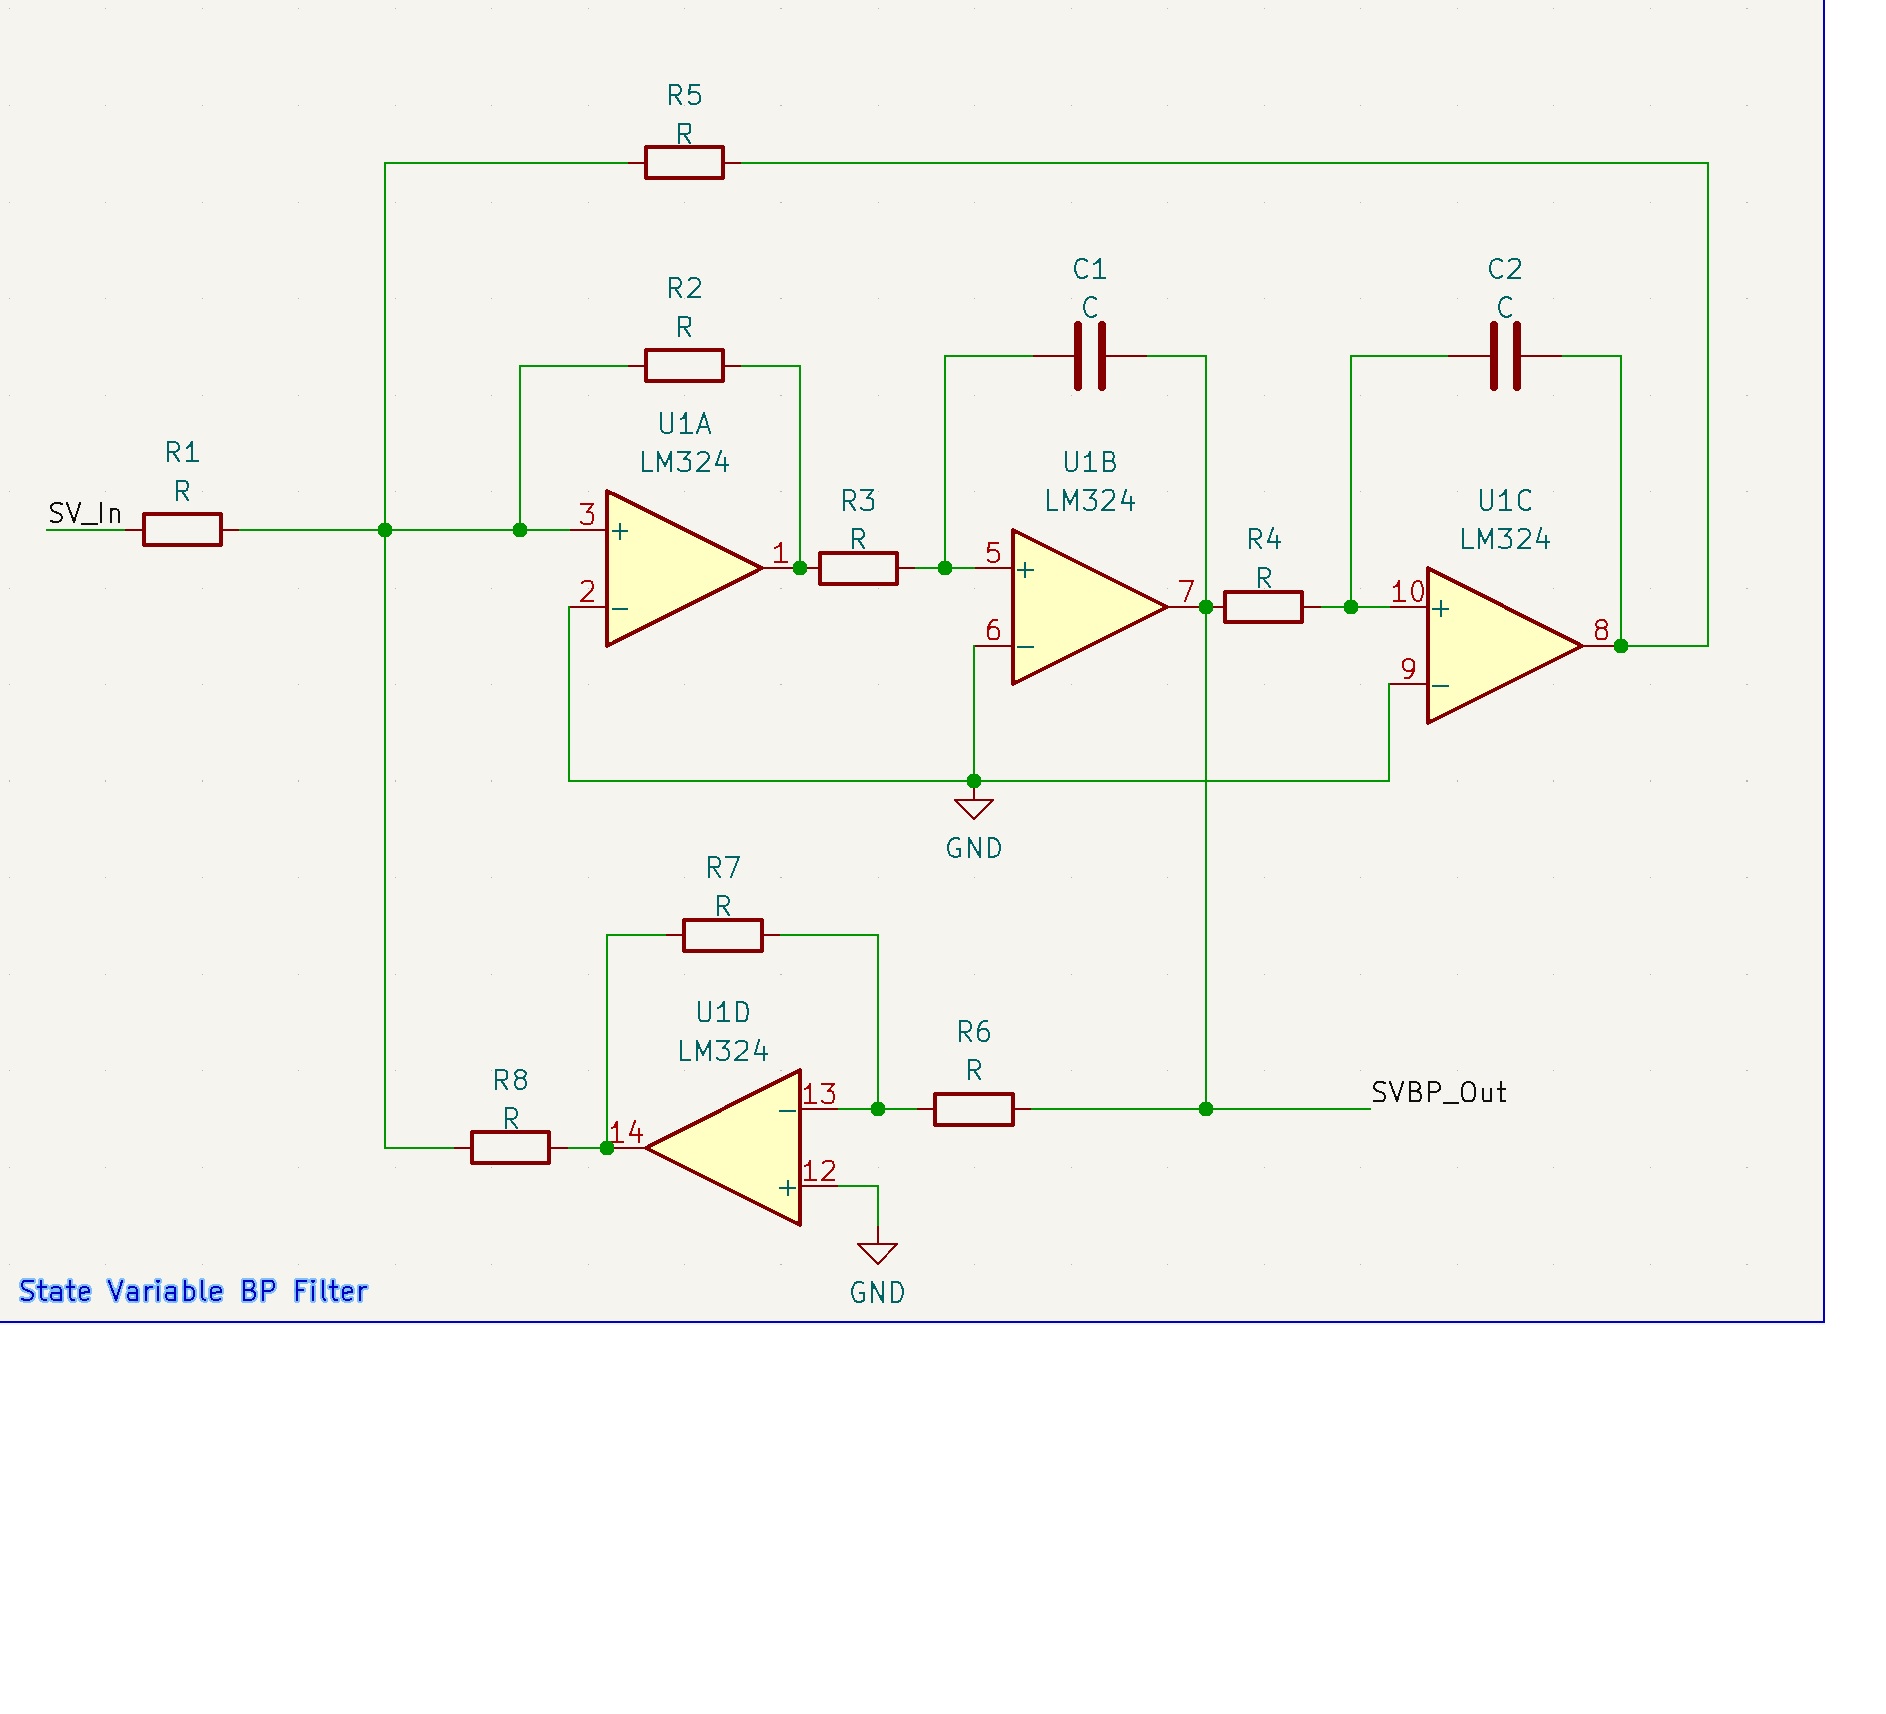 R5
R
C1
C
C2
C
R2
R
U1A
LM324
R1
R
U1B
LM324
R3
R
U1C
LM324
R4
R
SV_In
3
+
2
−
1
5
+
6
−
7
10
+
9
−
8
GND
R7
R
U1D
LM324
R6
R
R8
R
13
−
14
12
+
SVBP_Out
GND
State Variable BP Filter